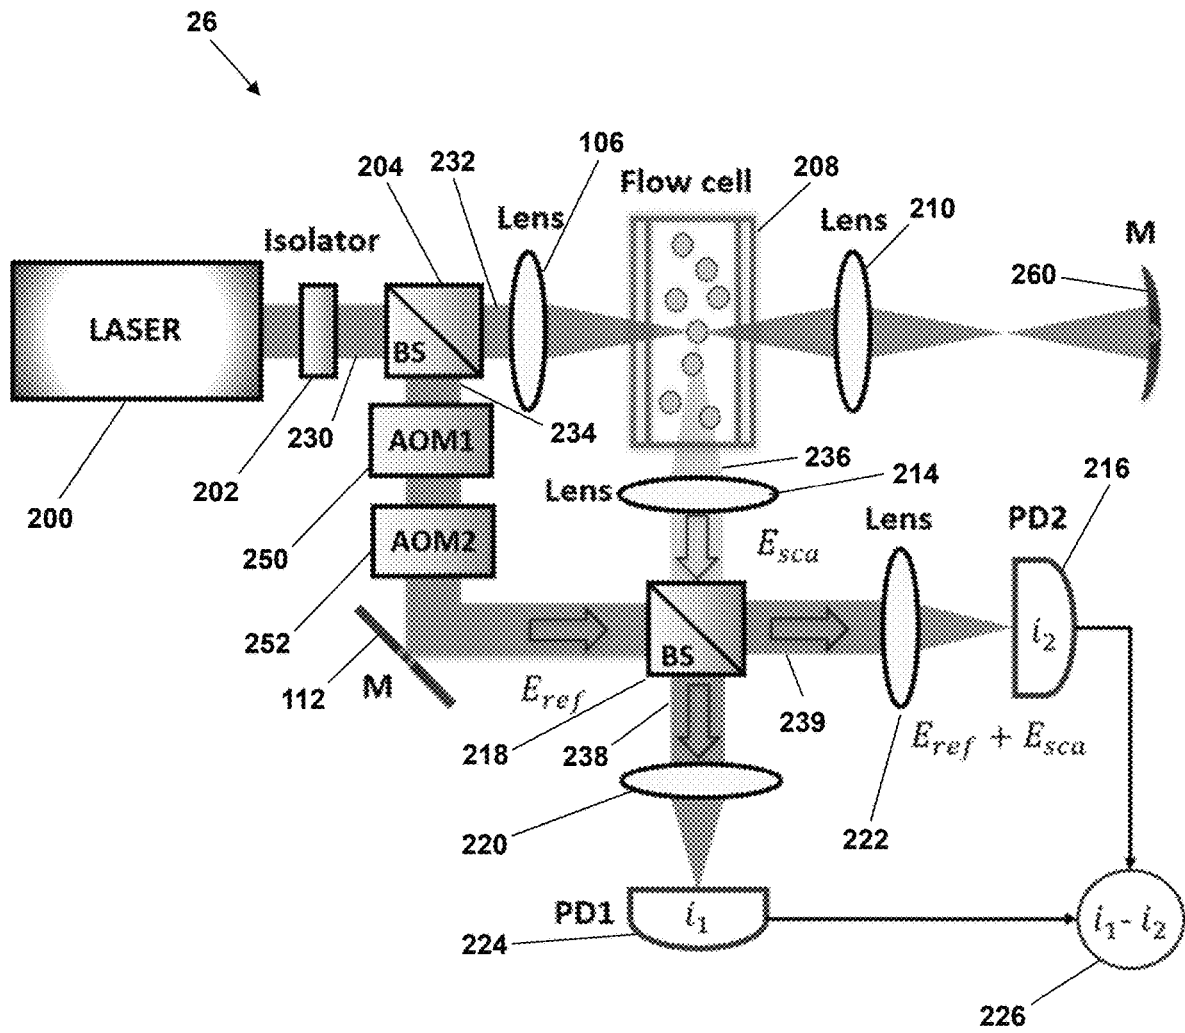 26
106
204
232
Flow cell
208
Lens
Lens
210
M
Isolator
260
LASER
BS
230
234
AOM1
202
236
200
Lens
214
216
250
AOM2
E_sca
Lens
PD2
252
i_2
BS
112
M
E_ref
239
218
238
E_ref + E_sca
220
222
PD1
i_1
224
i_1 - i_2
226